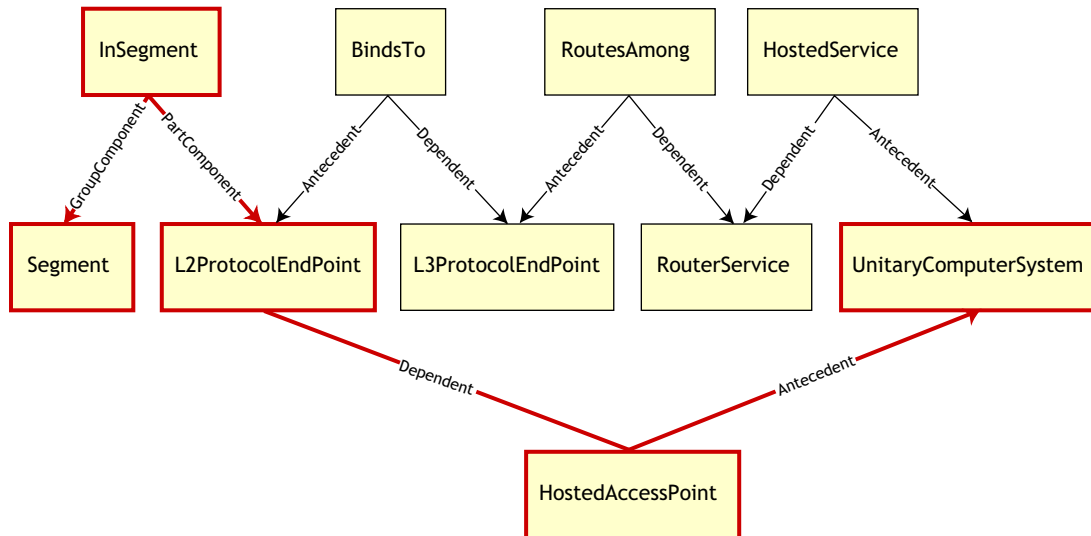 InSegment
BindsTo
RoutesAmong
HostedService
GroupComponent
PartComponent
Antecedent
Dependent
Antecedent
Dependent
Dependent
Antecedent
Segment
L2ProtocolEndPoint
L3ProtocolEndPoint
RouterService
UnitaryComputerSystem
Dependent
Antecedent
HostedAccessPoint